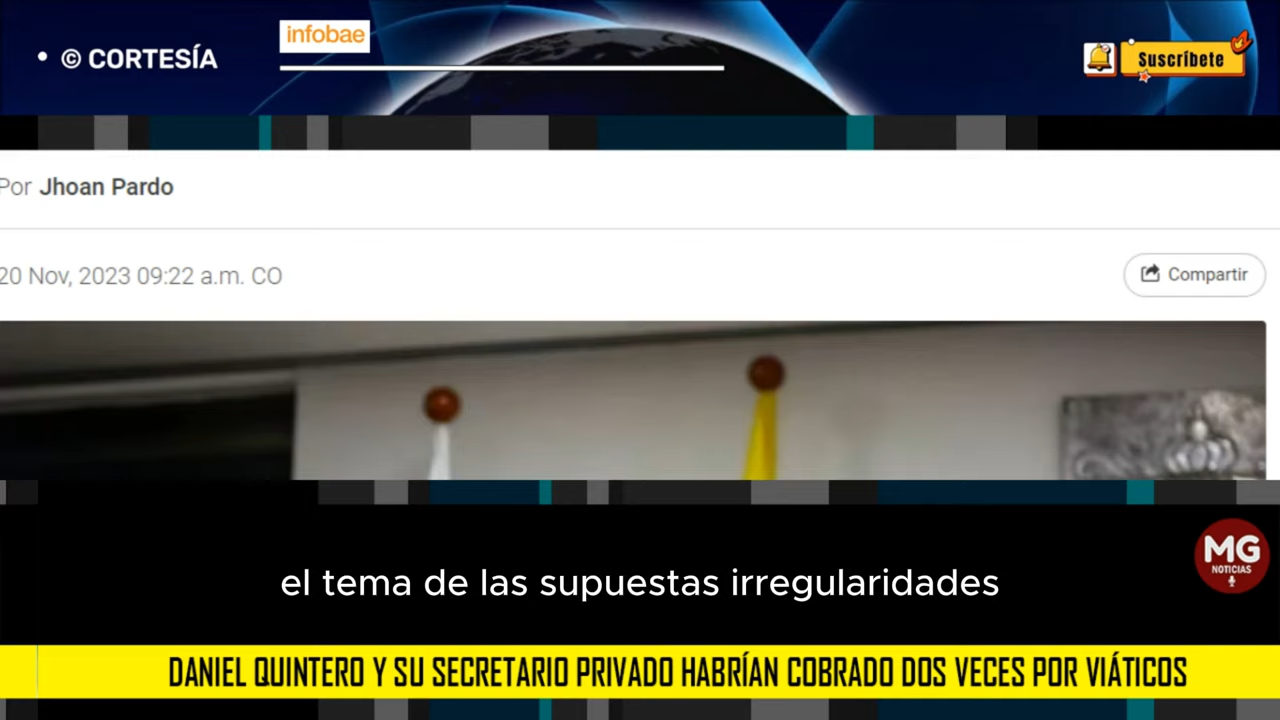 • © CORTESÍA
infobae
Suscríbete
Por Jhoan Pardo
20 Nov, 2023 09:22 a.m. CO
Compartir
el tema de las supuestas irregularidades
MG
NOTICIAS
DANIEL QUINTERO Y SU SECRETARIO PRIVADO HABRÍAN COBRADO DOS VECES POR VIÁTICOS